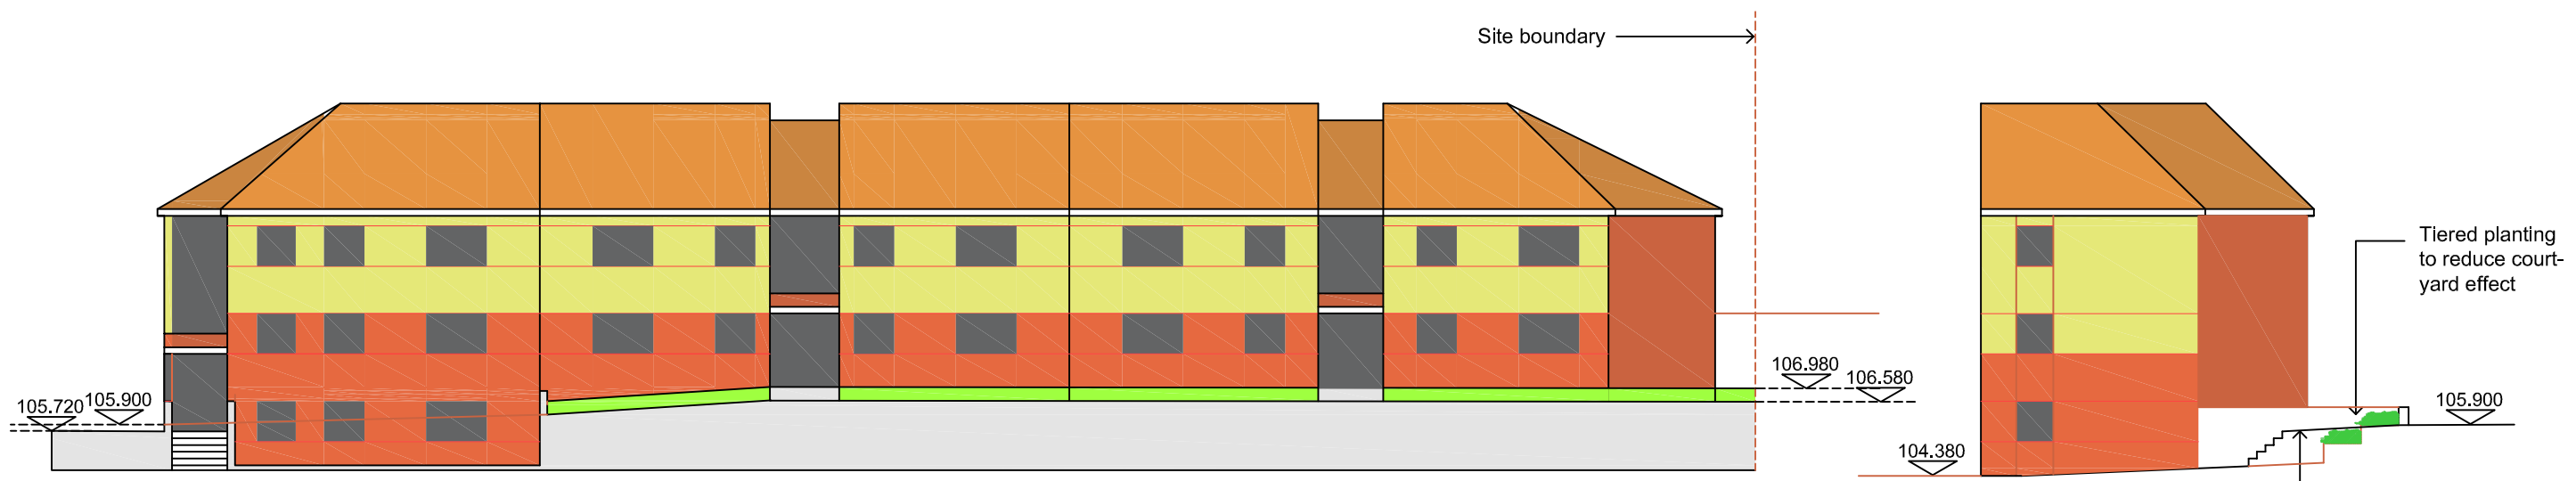 Site boundary
Tiered planting
to reduce court-
yard effect
106.980
106.580
105.720
105.900
105.900
104.380